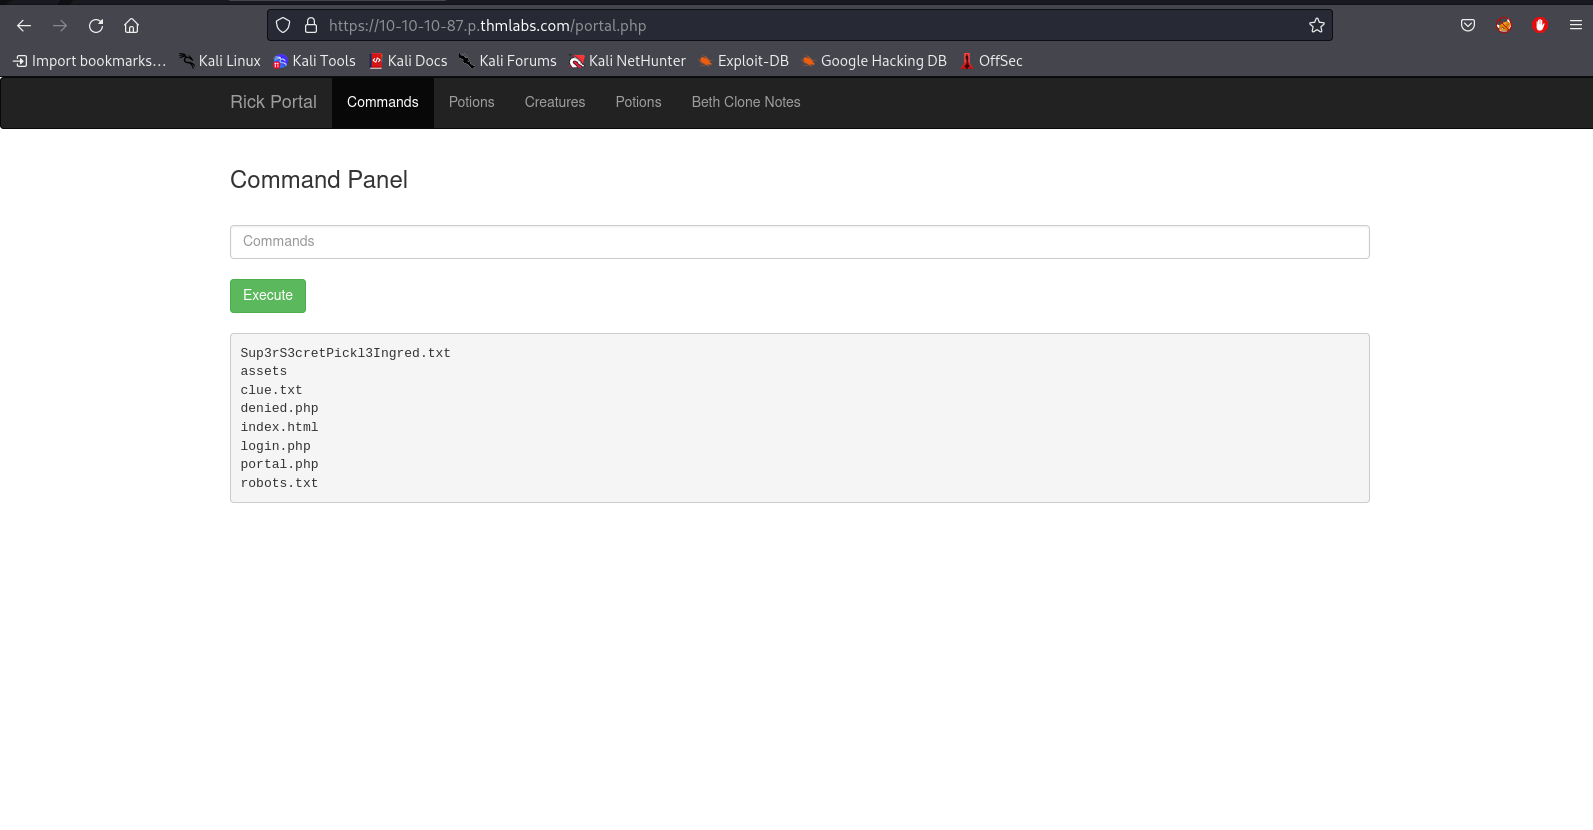 https://10-10-10-87.p.thmlabs.com/portal.php
Import bookmarks... Kali Linux Kali Tools Kali Docs Kali Forums Kali NetHunter Exploit-DB Google Hacking DB OffSec
Rick Portal Commands Potions Creatures Potions Beth Clone Notes
Command Panel
Commands
Execute
Sup3rS3cretPickl3Ingred.txt
assets
clue.txt
denied.php
index.html
login.php
portal.php
robots.txt